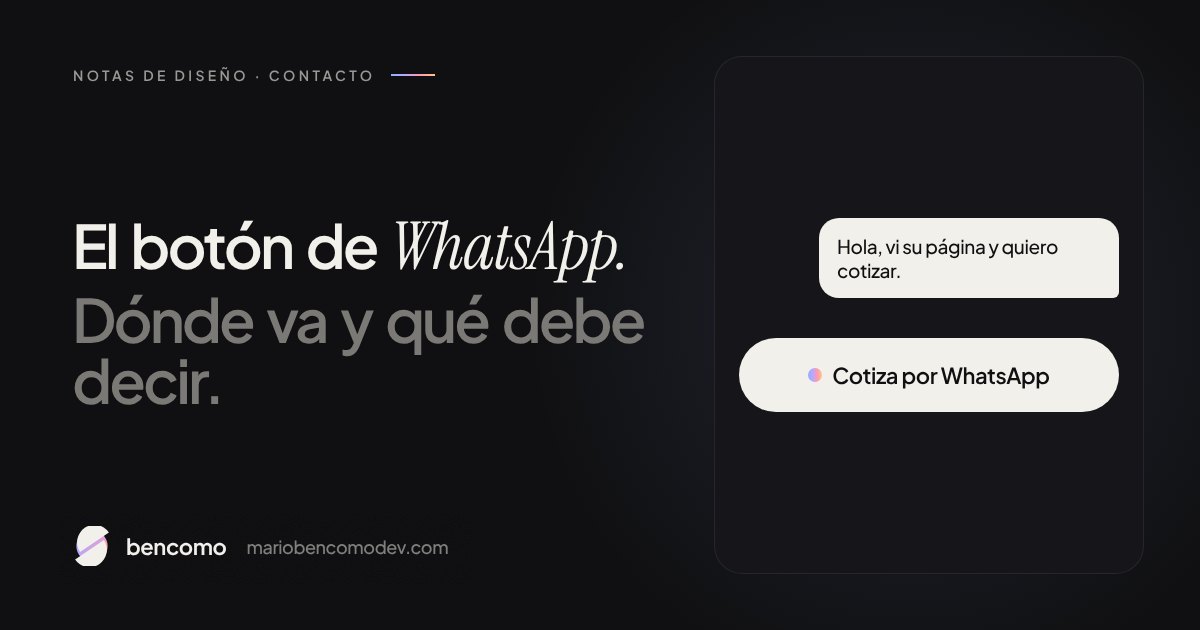 NOTAS DE DISEÑO · CONTACTO
El botón de WhatsApp.
Dónde va y qué debe
decir.
Hola, vi su página y quiero
cotizar.
Cotiza por WhatsApp
bencomo mariobencomodev.com